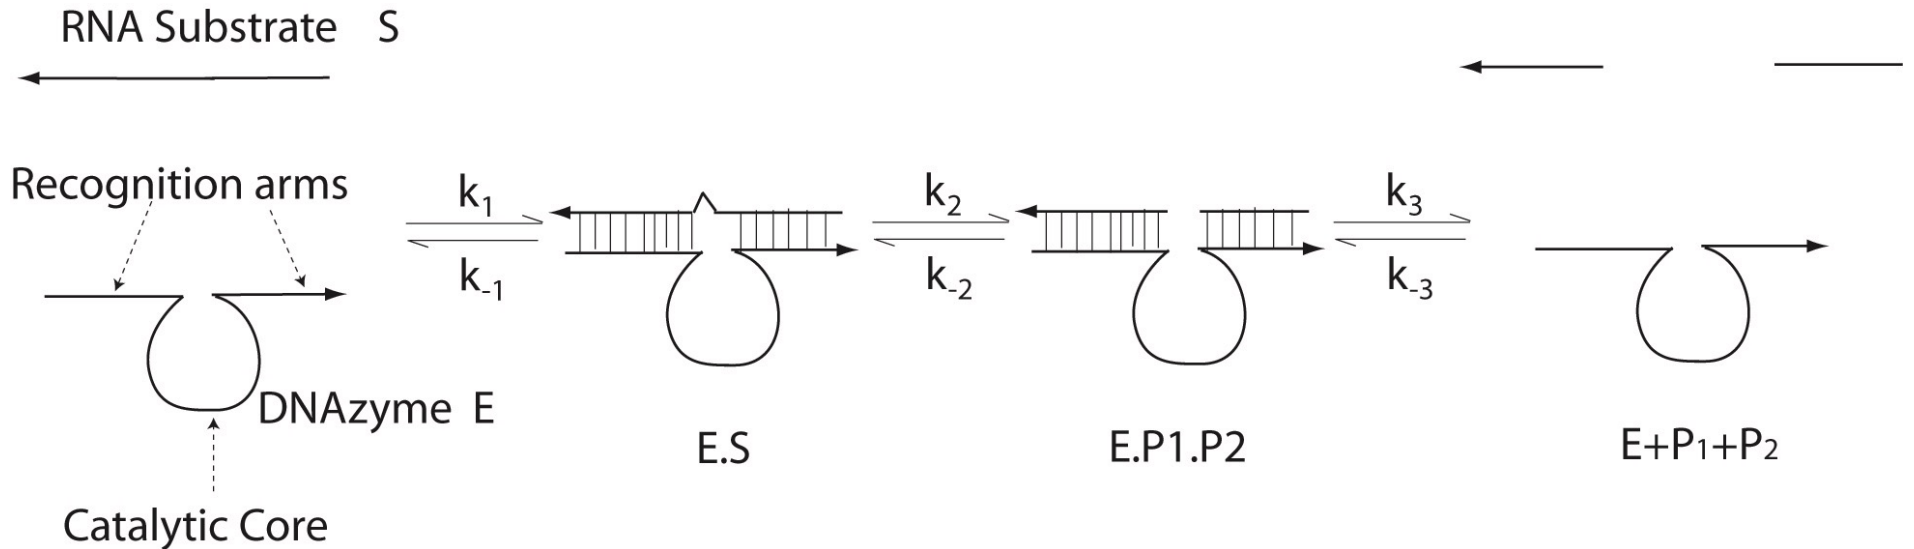 RNA Substrate S
Recognition arms
k1
k-1
k2
k-2
k3
k-3
DNAzyme E
E.S
E.P1.P2
E+P1+P2
Catalytic Core